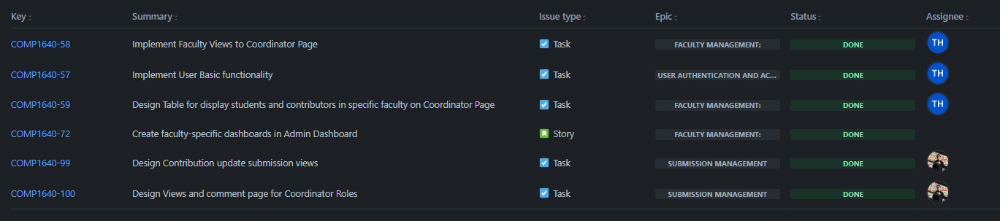 Key Summary Issue type Epic Status Assignee
COMP1640-58 Implement Faculty Views to Coordinator Page Task FACULTY MANAGEMENT: DONE TH
COMP1640-57 Implement User Basic functionality Task USER AUTHENTICATION AND AC... DONE TH
COMP1640-59 Design Table for display students and contributors in specific faculty on Coordinator Page Task FACULTY MANAGEMENT: DONE TH
COMP1640-72 Create faculty-specific dashboards in Admin Dashboard Story FACULTY MANAGEMENT: DONE
COMP1640-99 Design Contribution update submission views Task SUBMISSION MANAGEMENT DONE
COMP1640-100 Design Views and comment page for Coordinator Roles Task SUBMISSION MANAGEMENT DONE